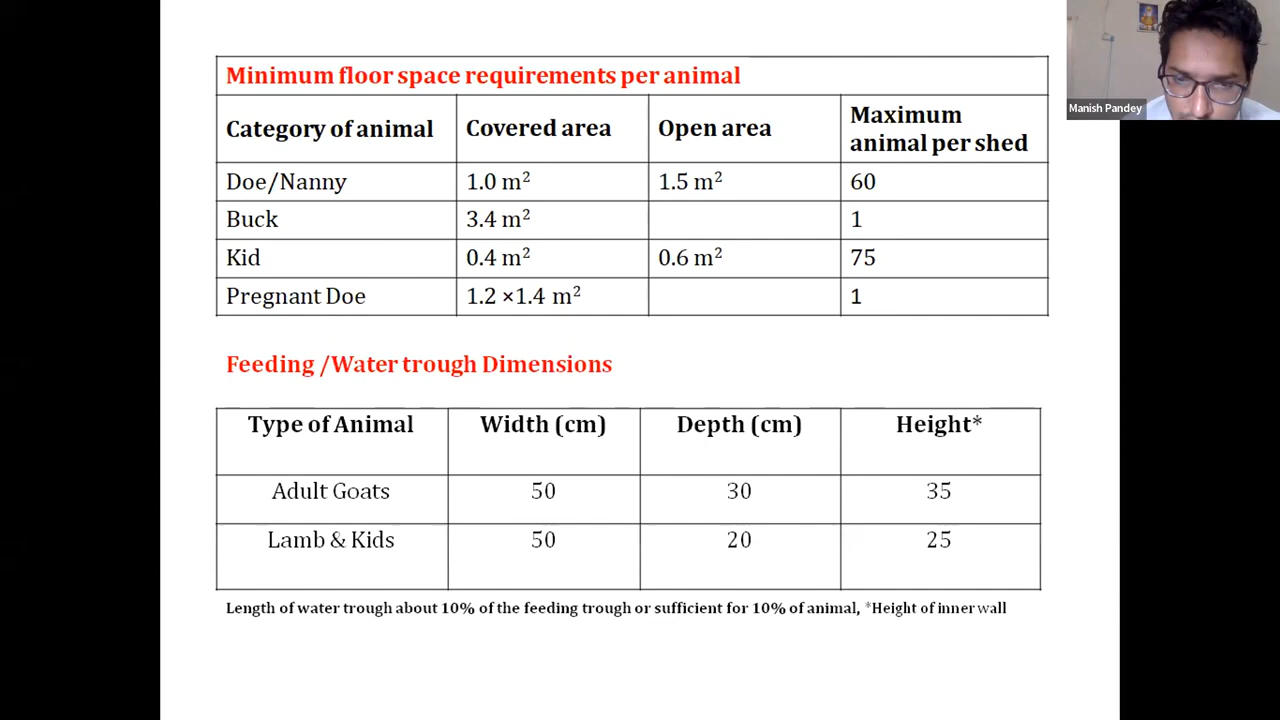 Minimum floor space requirements per animal
Category of animal Covered area Open area Maximum animal per shed
Doe/Nanny 1.0 m² 1.5 m² 60
Buck 3.4 m² 1
Kid 0.4 m² 0.6 m² 75
Pregnant Doe 1.2 ×1.4 m² 1
Feeding /Water trough Dimensions
Type of Animal Width (cm) Depth (cm) Height*
Adult Goats 50 30 35
Lamb & Kids 50 20 25
Length of water trough about 10% of the feeding trough or sufficient for 10% of animal, *Height of inner wall
Manish Pandey